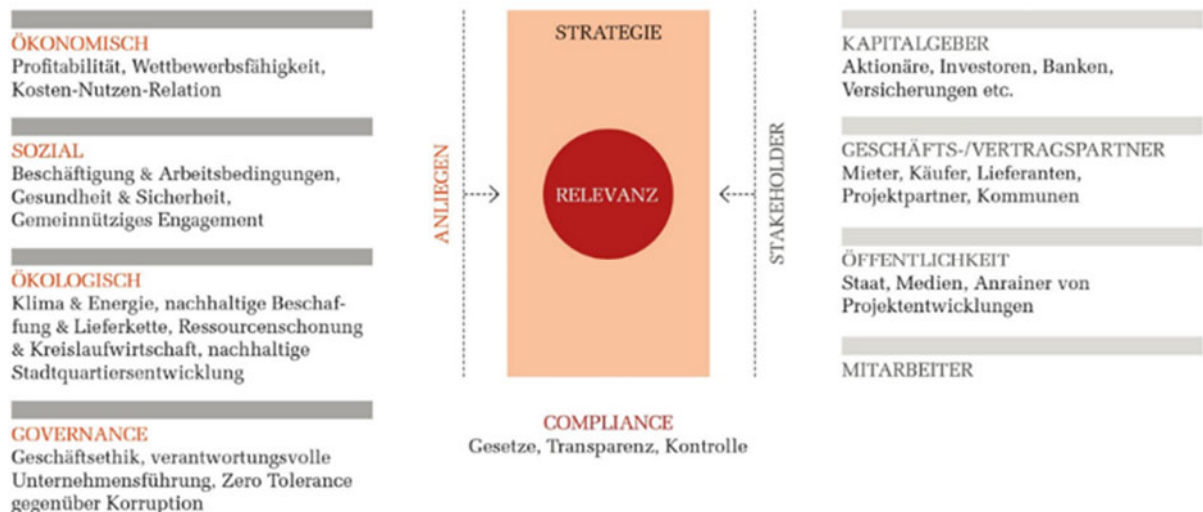 ÖKONOMISCH
Profitabilität, Wettbewerbsfähigkeit,
Kosten-Nutzen-Relation
SOZIAL
Beschäftigung & Arbeitsbedingungen,
Gesundheit & Sicherheit,
Gemeinnütziges Engagement
ÖKOLOGISCH
Klima & Energie, nachhaltige Beschaf-
fung & Lieferkette, Ressourcenschonung
& Kreislaufwirtschaft, nachhaltige
Stadtquartiersentwicklung
GOVERNANCE
Geschäftsethik, verantwortungsvolle
Unternehmensführung, Zero Tolerance
gegenüber Korruption
ANLIEGEN
STRATEGIE
RELEVANZ
STAKEHOLDER
COMPLIANCE
Gesetze, Transparenz, Kontrolle
KAPITALGEBER
Aktionäre, Investoren, Banken,
Versicherungen etc.
GESCHÄFTS-/VERTRAGSPARTNER
Mieter, Käufer, Lieferanten,
Projektpartner, Kommunen
ÖFFENTLICHKEIT
Staat, Medien, Anrainer von
Projektentwicklungen
MITARBEITER